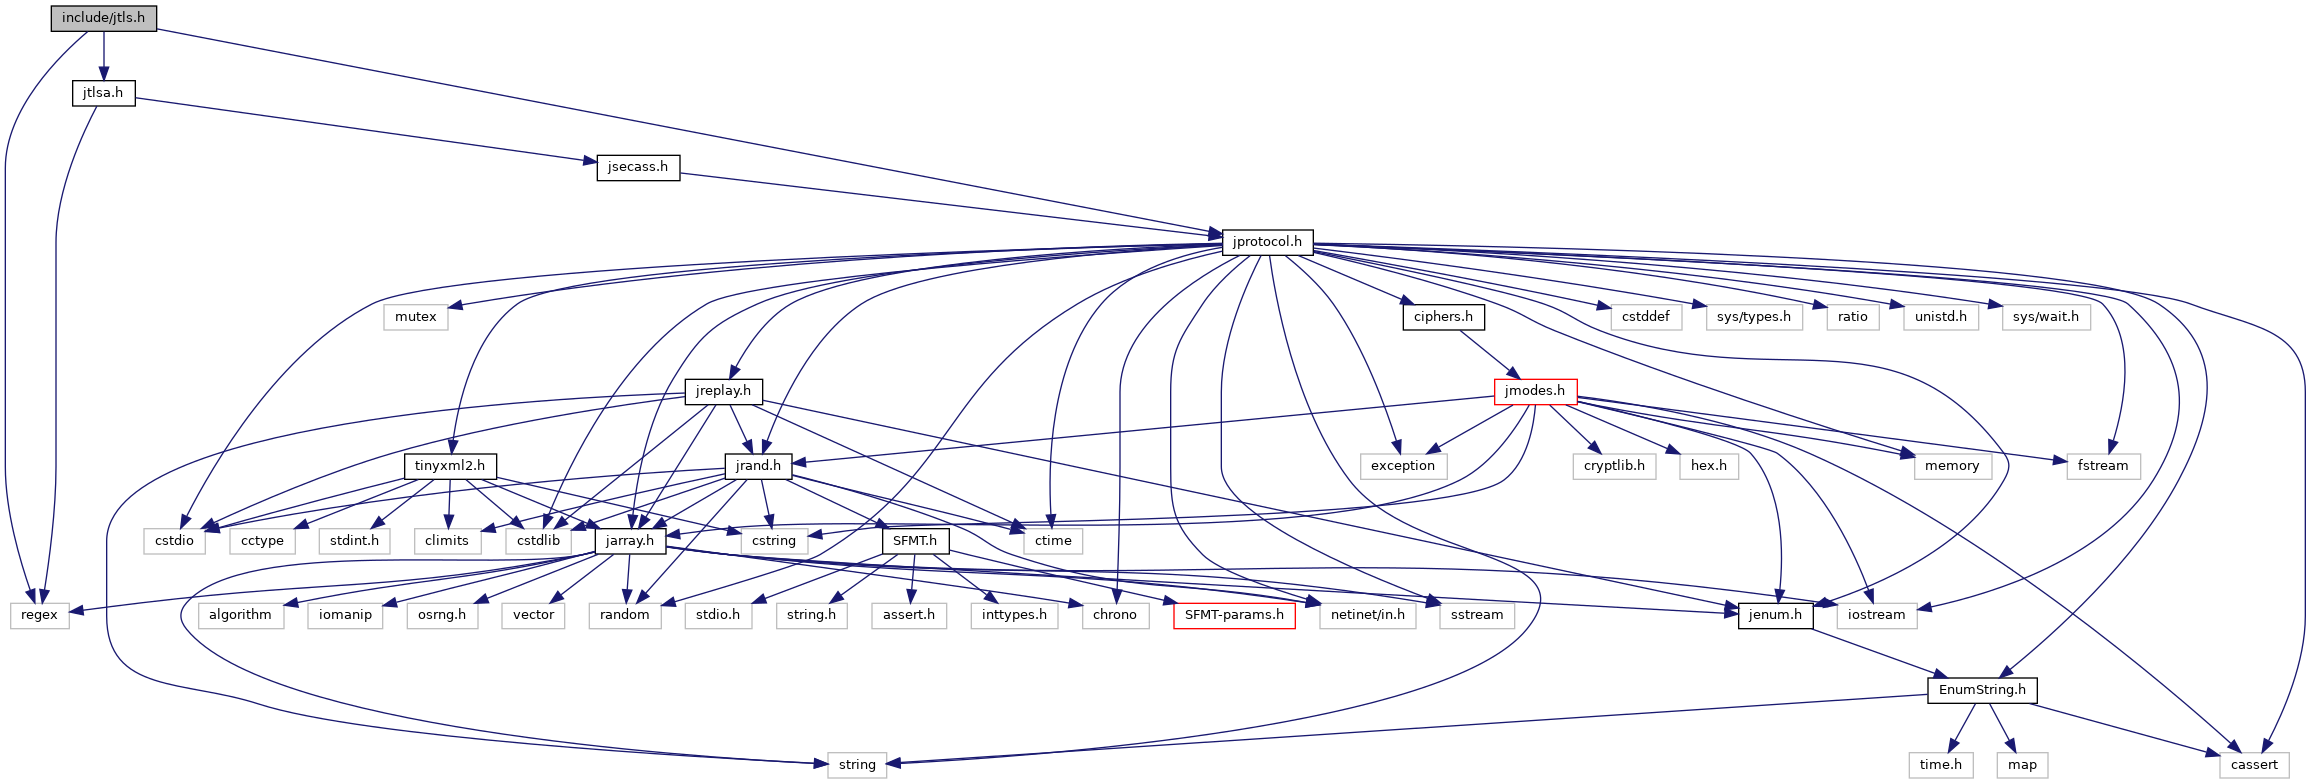 include/jtls.h
jtlsa.h
jsecass.h
jprotocol.h
mutex
ciphers.h
cstddef
sys/types.h
ratio
unistd.h
sys/wait.h
jreplay.h
jmodes.h
tinyxml2.h
jrand.h
exception
cryptlib.h
hex.h
memory
fstream
cstdio
cctype
stdint.h
climits
cstdlib
jarray.h
cstring
SFMT.h
ctime
regex
algorithm
iomanip
osrng.h
vector
random
stdio.h
string.h
assert.h
inttypes.h
chrono
SFMT-params.h
netinet/in.h
sstream
jenum.h
iostream
EnumString.h
string
time.h
map
cassert